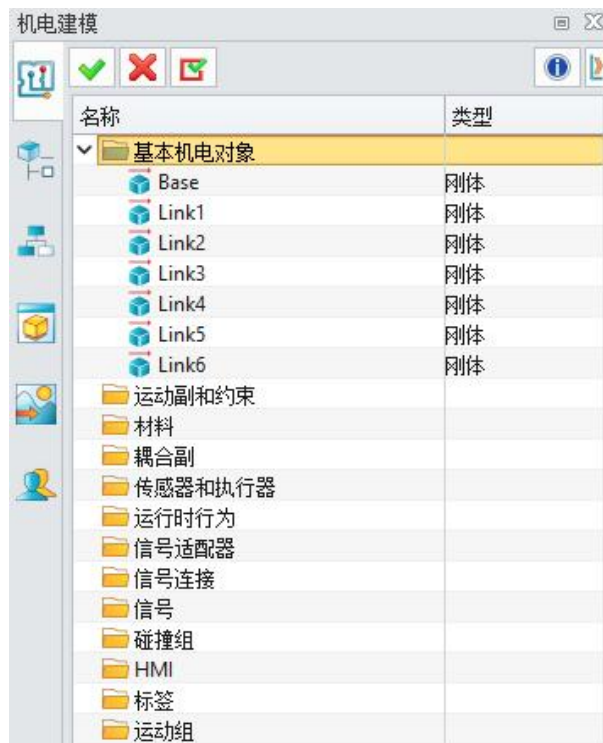 机电建模
名称 类型
基本机电对象
Base 刚体
Link1 刚体
Link2 刚体
Link3 刚体
Link4 刚体
Link5 刚体
Link6 刚体
运动副和约束
材料
耦合副
传感器和执行器
运行时行为
信号适配器
信号连接
信号
碰撞组
HMI
标签
运动组